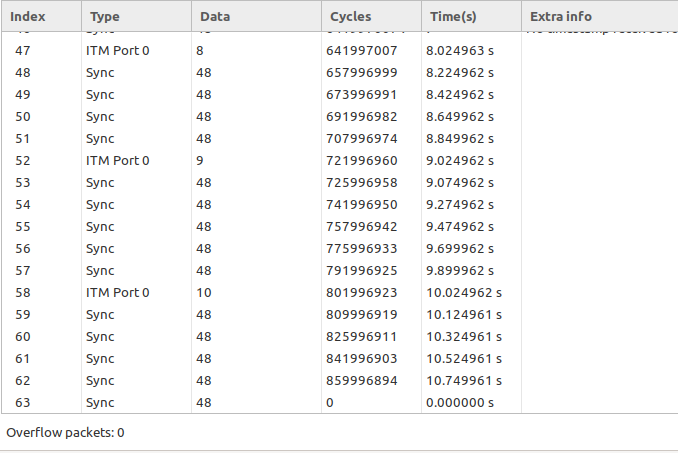 Index Type Data Cycles Time(s) Extra info
47 ITM Port 0 8 641997007 8.024963 s
48 Sync 48 657996999 8.224962 s
49 Sync 48 673996991 8.424962 s
50 Sync 48 691996982 8.649962 s
51 Sync 48 707996974 8.849962 s
52 ITM Port 0 9 721996960 9.024962 s
53 Sync 48 725996958 9.074962 s
54 Sync 48 741996950 9.274962 s
55 Sync 48 757996942 9.474962 s
56 Sync 48 775996933 9.699962 s
57 Sync 48 791996925 9.899962 s
58 ITM Port 0 10 801996923 10.024962 s
59 Sync 48 809996919 10.124961 s
60 Sync 48 825996911 10.324961 s
61 Sync 48 841996903 10.524961 s
62 Sync 48 859996894 10.749961 s
63 Sync 48 0 0.000000 s
Overflow packets: 0